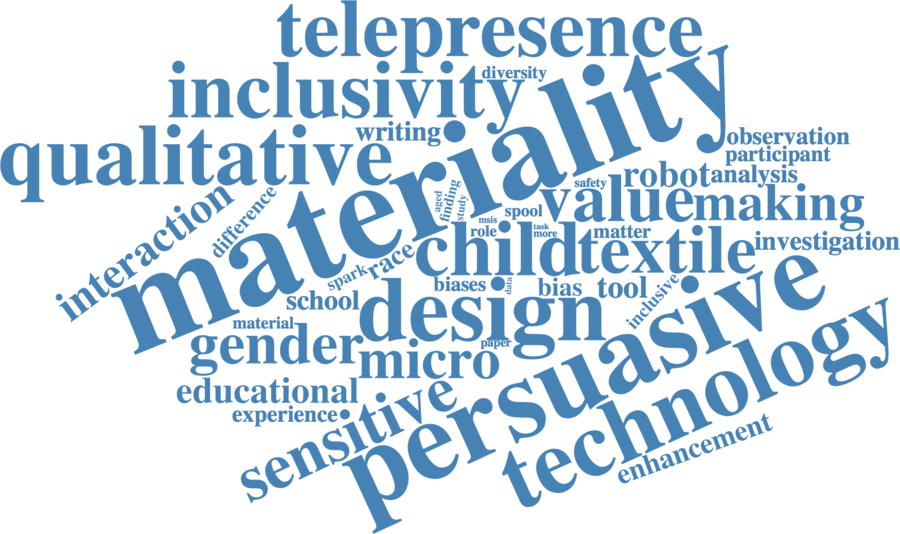 telepresence
inclusivity
diversity
materiality
qualitative
writing
observation
participant
robot
analysis
safety
value
making
interaction
difference
aged
finding
study
spool
msis
role
task
more
matter
child
textile
investigation
race
spark
school
biases
data
bias
tool
inclusive
design
persuasive
material
gender
micro
paper
technology
educational
experience
sensitive
enhancement